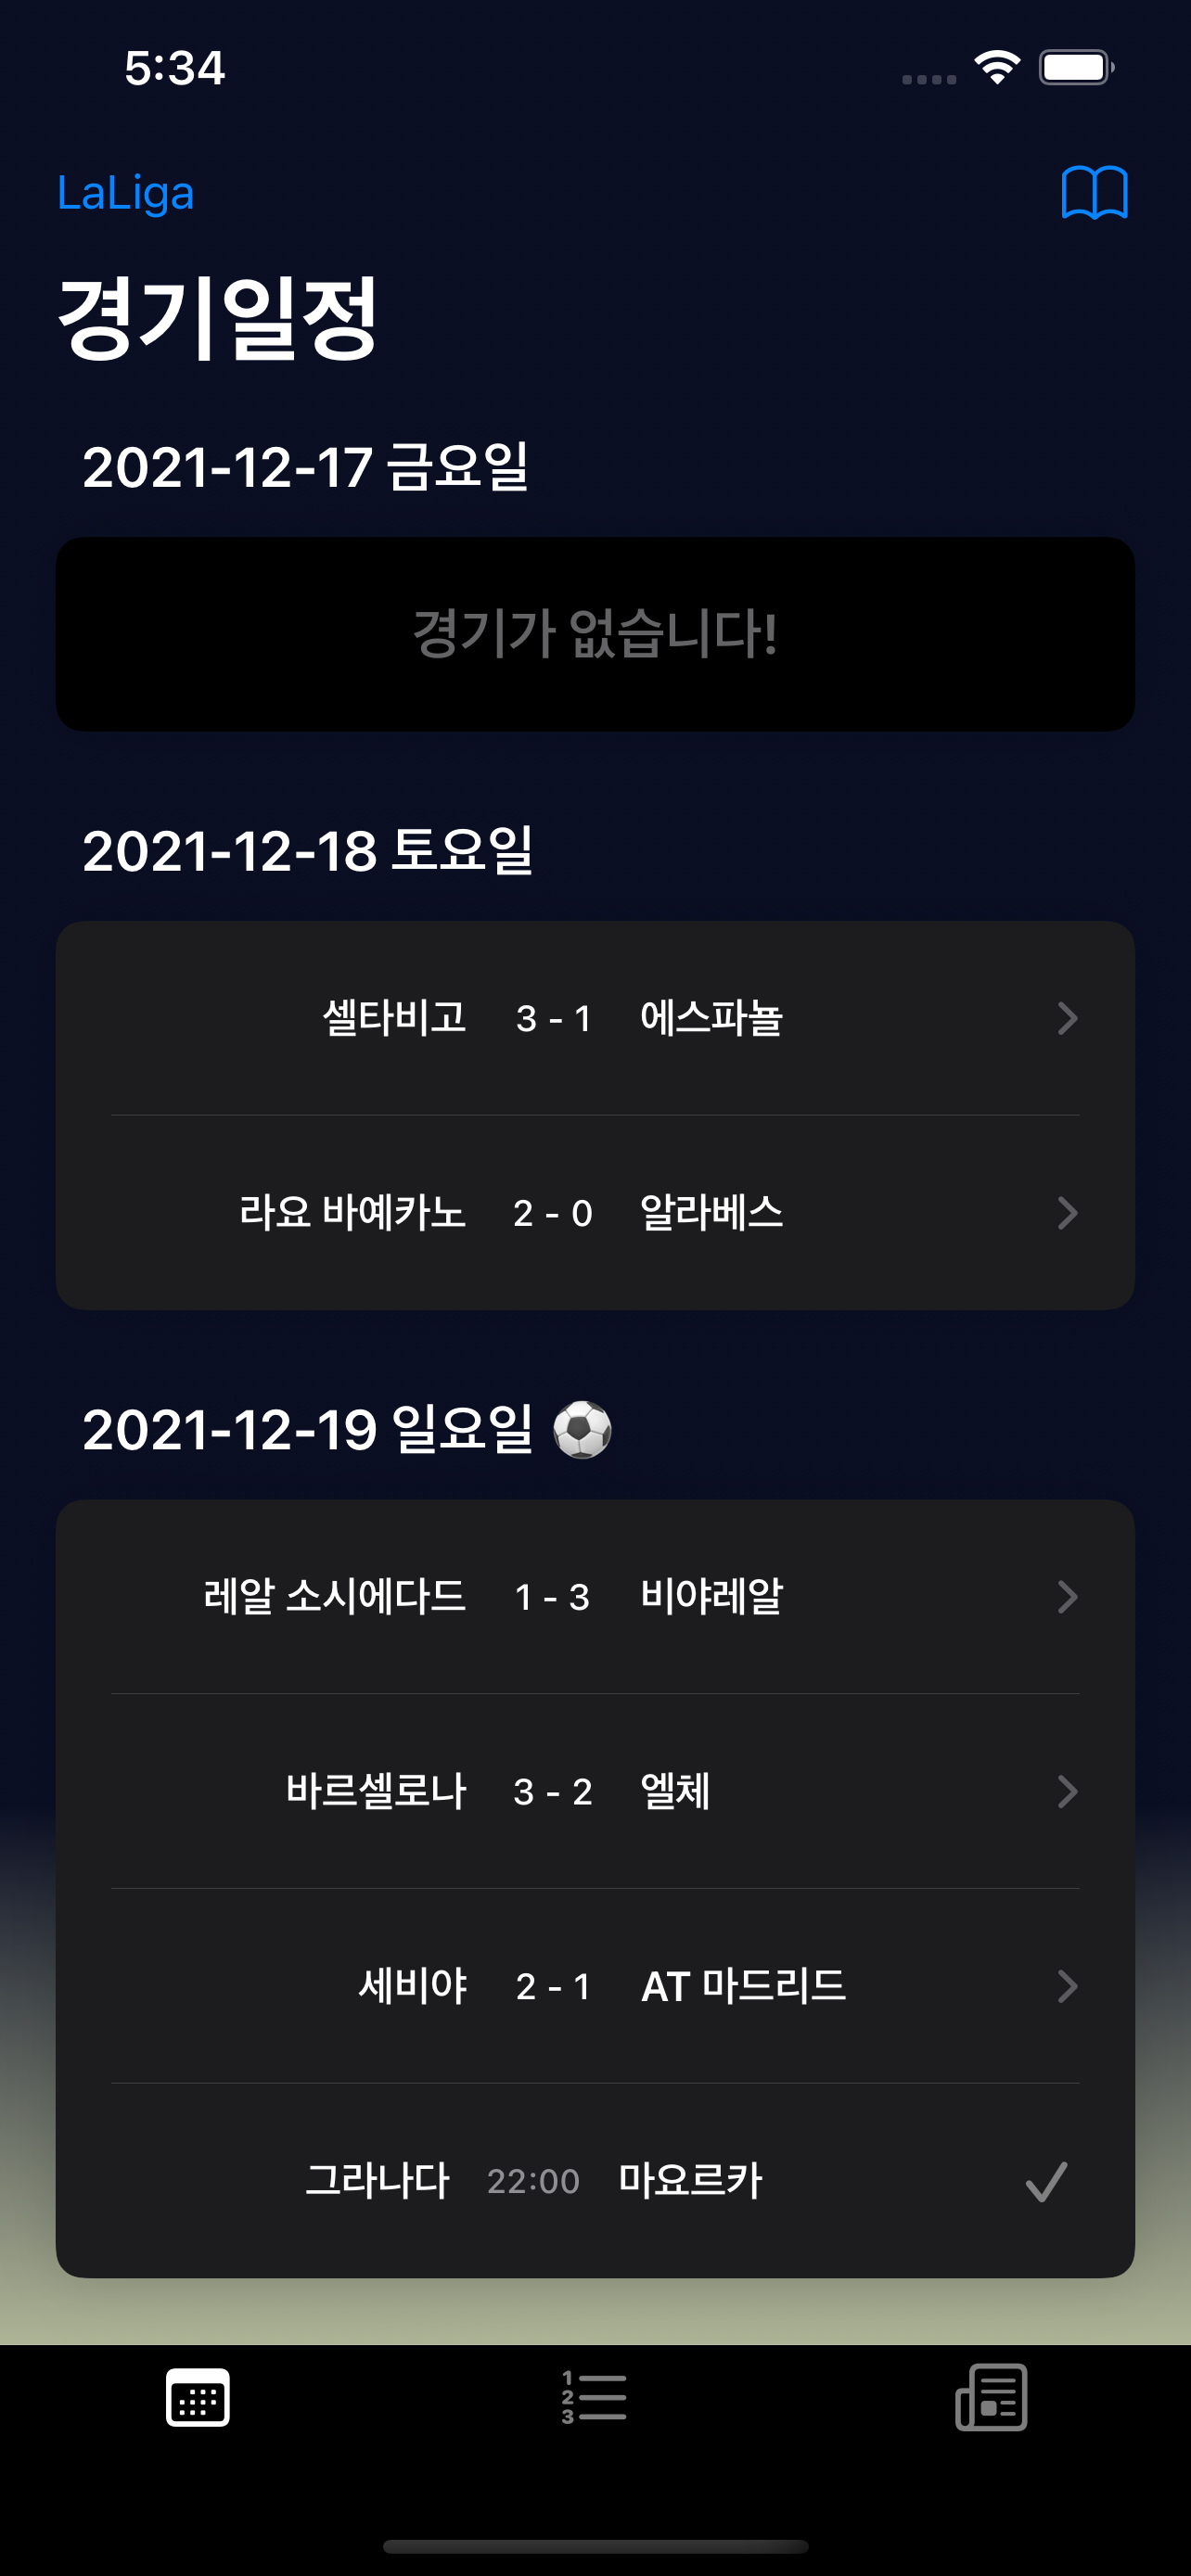 5:34
LaLiga
경기일정
2021-12-17 금요일
경기가 없습니다!
2021-12-18 토요일
셀타비고 3 - 1 에스파뇰
라요 바예카노 2 - 0 알라베스
2021-12-19 일요일 ⚽
레알 소시에다드 1 - 3 비야레알
바르셀로나 3 - 2 엘체
세비야 2 - 1 AT 마드리드
그라나다 22:00 마요르카
1
2
3